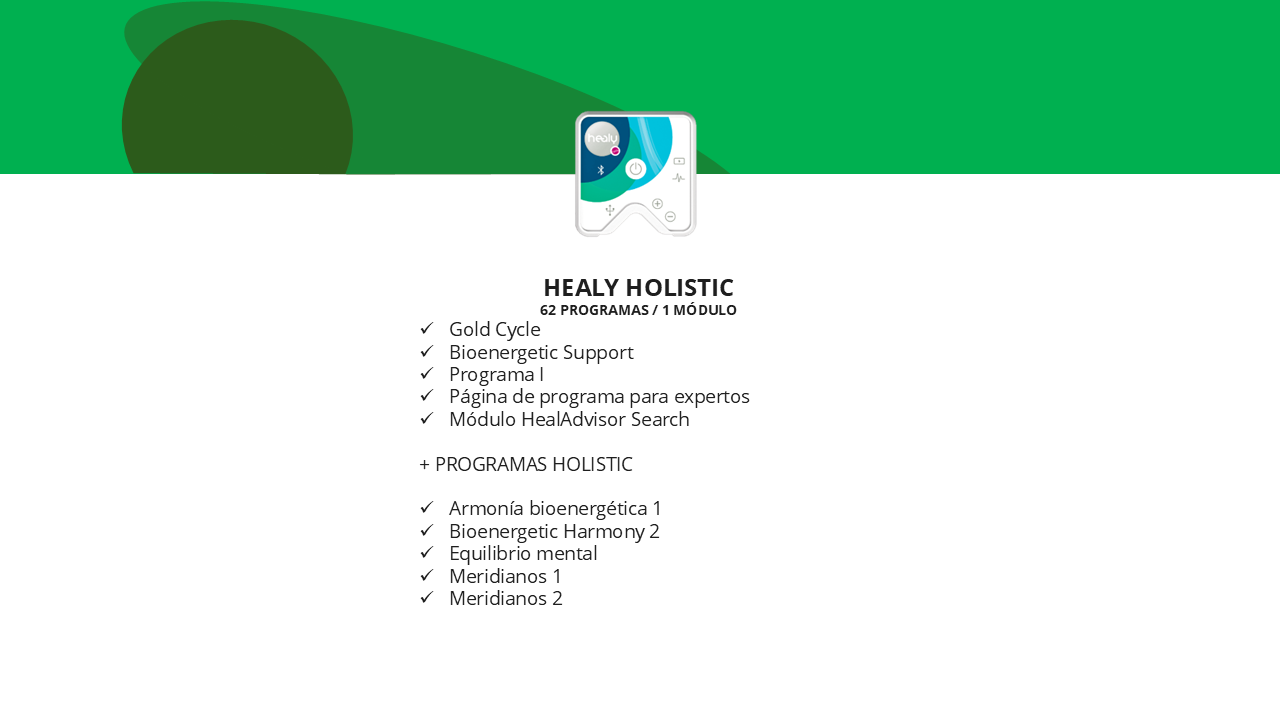 healy
HEALY HOLISTIC
62 PROGRAMAS / 1 MÓDULO
✓ Gold Cycle
✓ Bioenergetic Support
✓ Programa I
✓ Página de programa para expertos
✓ Módulo HealAdvisor Search
+ PROGRAMAS HOLISTIC
✓ Armonía bioenergética 1
✓ Bioenergetic Harmony 2
✓ Equilibrio mental
✓ Meridianos 1
✓ Meridianos 2